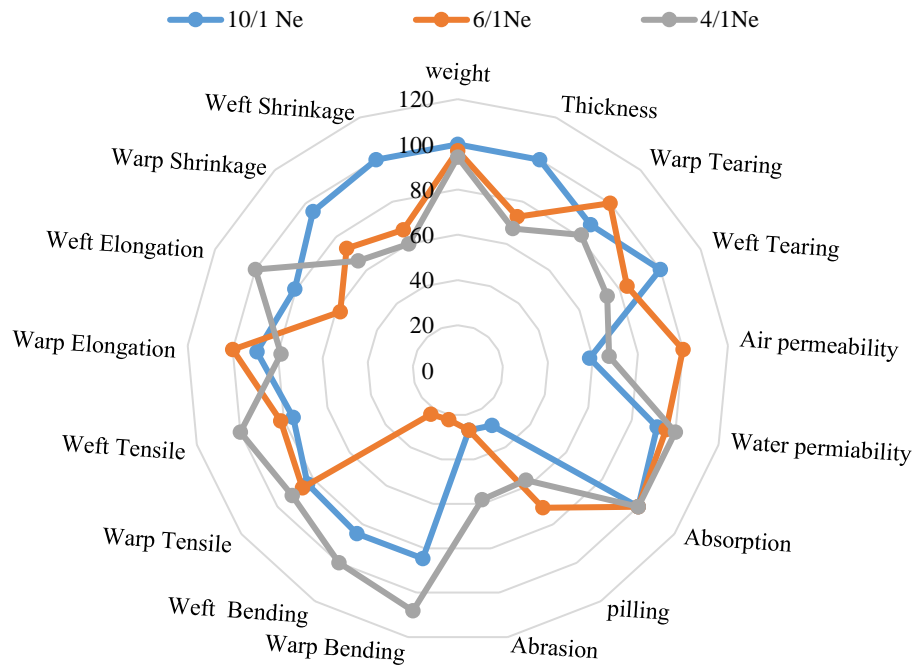 10/1 Ne
6/1Ne
4/1Ne
weight
Thickness
Warp Tearing
Weft Tearing
Air permeability
Water permiability
Absorption
pilling
Abrasion
Warp Bending
Weft  Bending
Warp Tensile
Weft Tensile
Warp Elongation
Weft Elongation
Warp Shrinkage
Weft Shrinkage
120
100
80
60
40
20
0